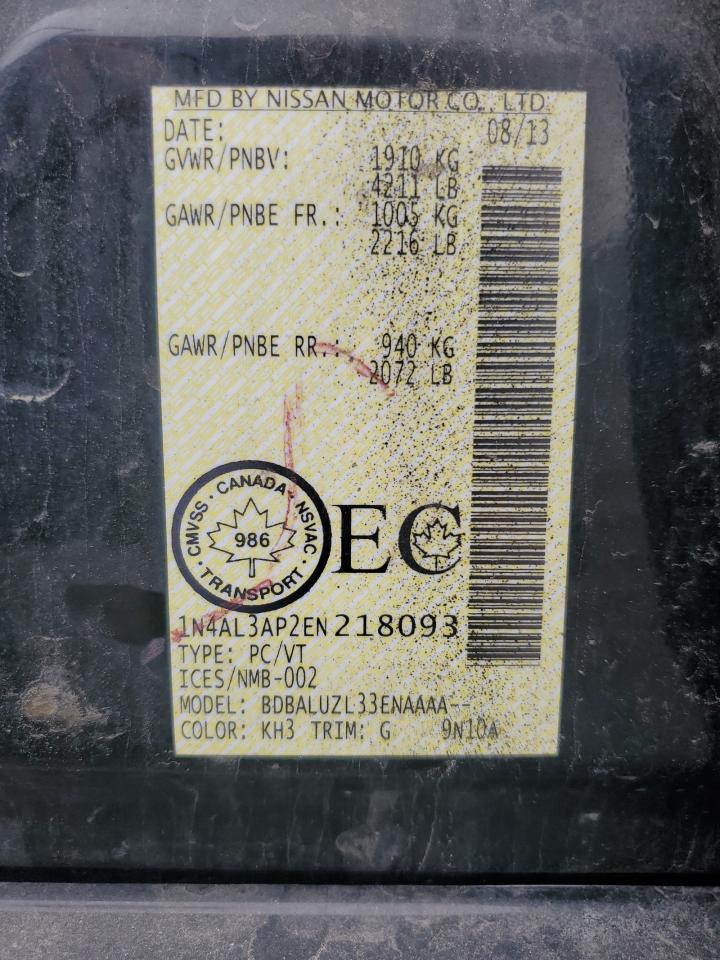 MFD BY NISSAN MOTOR CO., LTD.
DATE: 08/13
GVWR/PNBV: 1910 KG
4211 LB
GAWR/PNBE FR.: 1005 KG
2216 LB
GAWR/PNBE RR.: 940 KG
2072 LB
CMVSS · CANADA · NSVAC · TRANSPORT ·
986
EC
1N4AL3AP2EN218093
TYPE: PC/VT
ICES/NMB-002
MODEL: BDBALUZL33ENAAAA--
COLOR: KH3 TRIM: G 9N10A